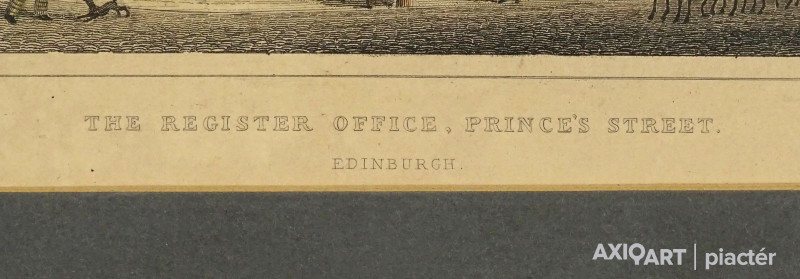 THE REGISTER OFFICE, PRINCE'S STREET.
EDINBURGH.
AXIOART | piactér